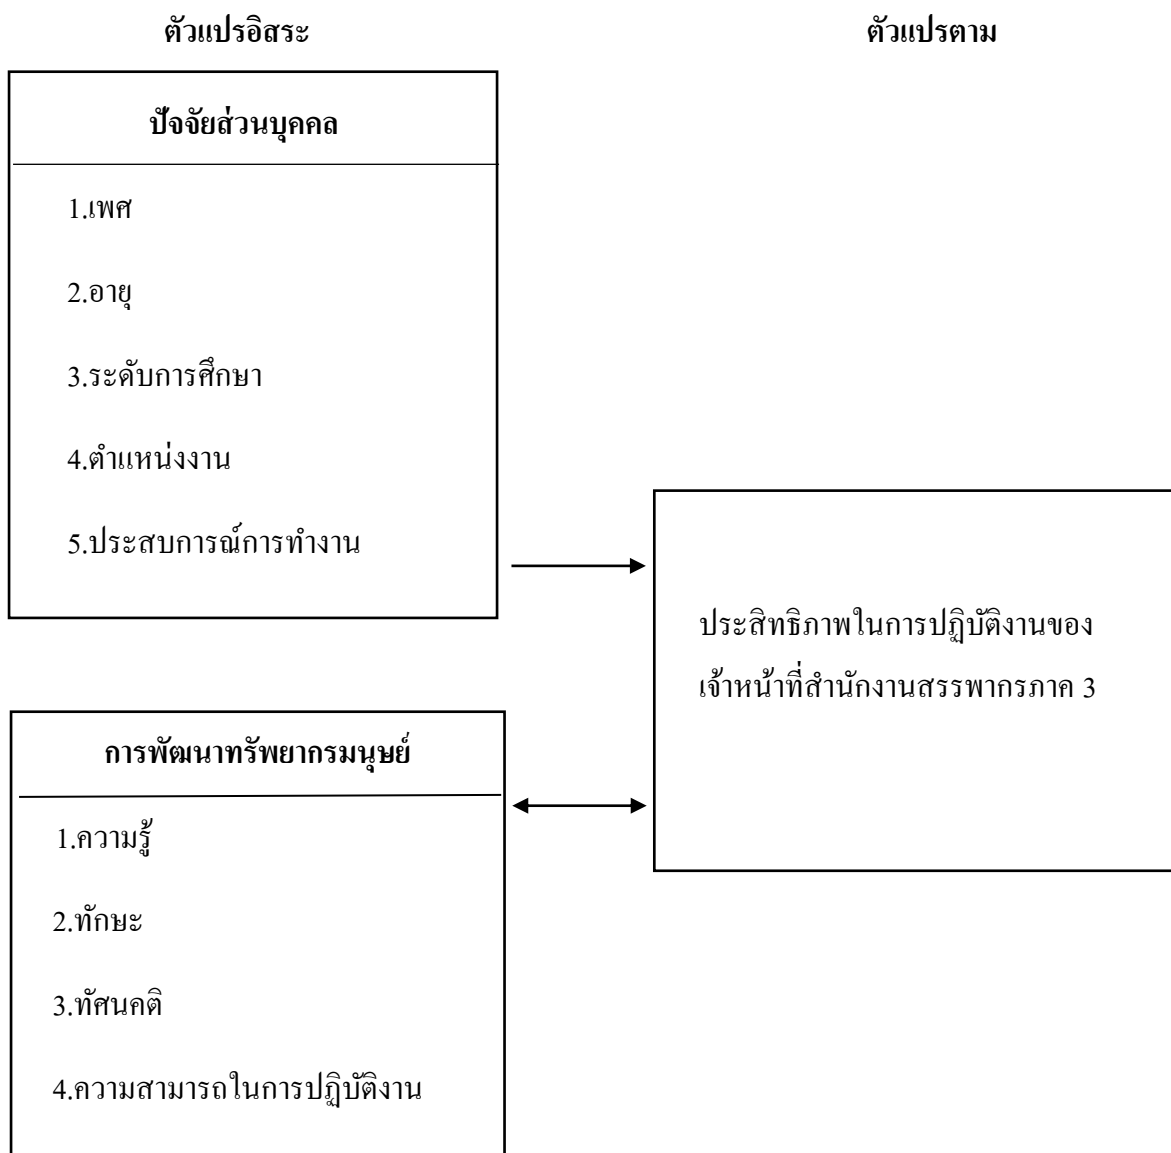 ตัวแปรอิสระ
ตัวแปรตาม
ปัจจัยส่วนบุคคล
1.เพศ
2.อายุ
3.ระดับการศึกษา
4.ตำแหน่งงาน
5.ประสบการณ์การทำงาน
ประสิทธิภาพในการปฏิบัติงานของ
เจ้าหน้าที่สำนักงานสรรพากรภาค 3
การพัฒนาทรัพยากรมนุษย์
1.ความรู้
2.ทักษะ
3.ทัศนคติ
4.ความสามารถในการปฏิบัติงาน